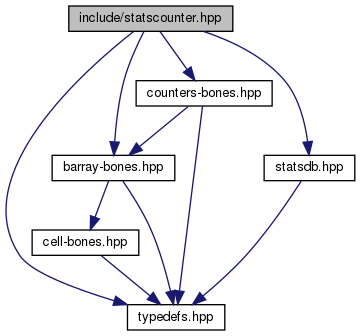 include/statscounter.hpp
counters-bones.hpp
barray-bones.hpp
statsdb.hpp
cell-bones.hpp
typedefs.hpp